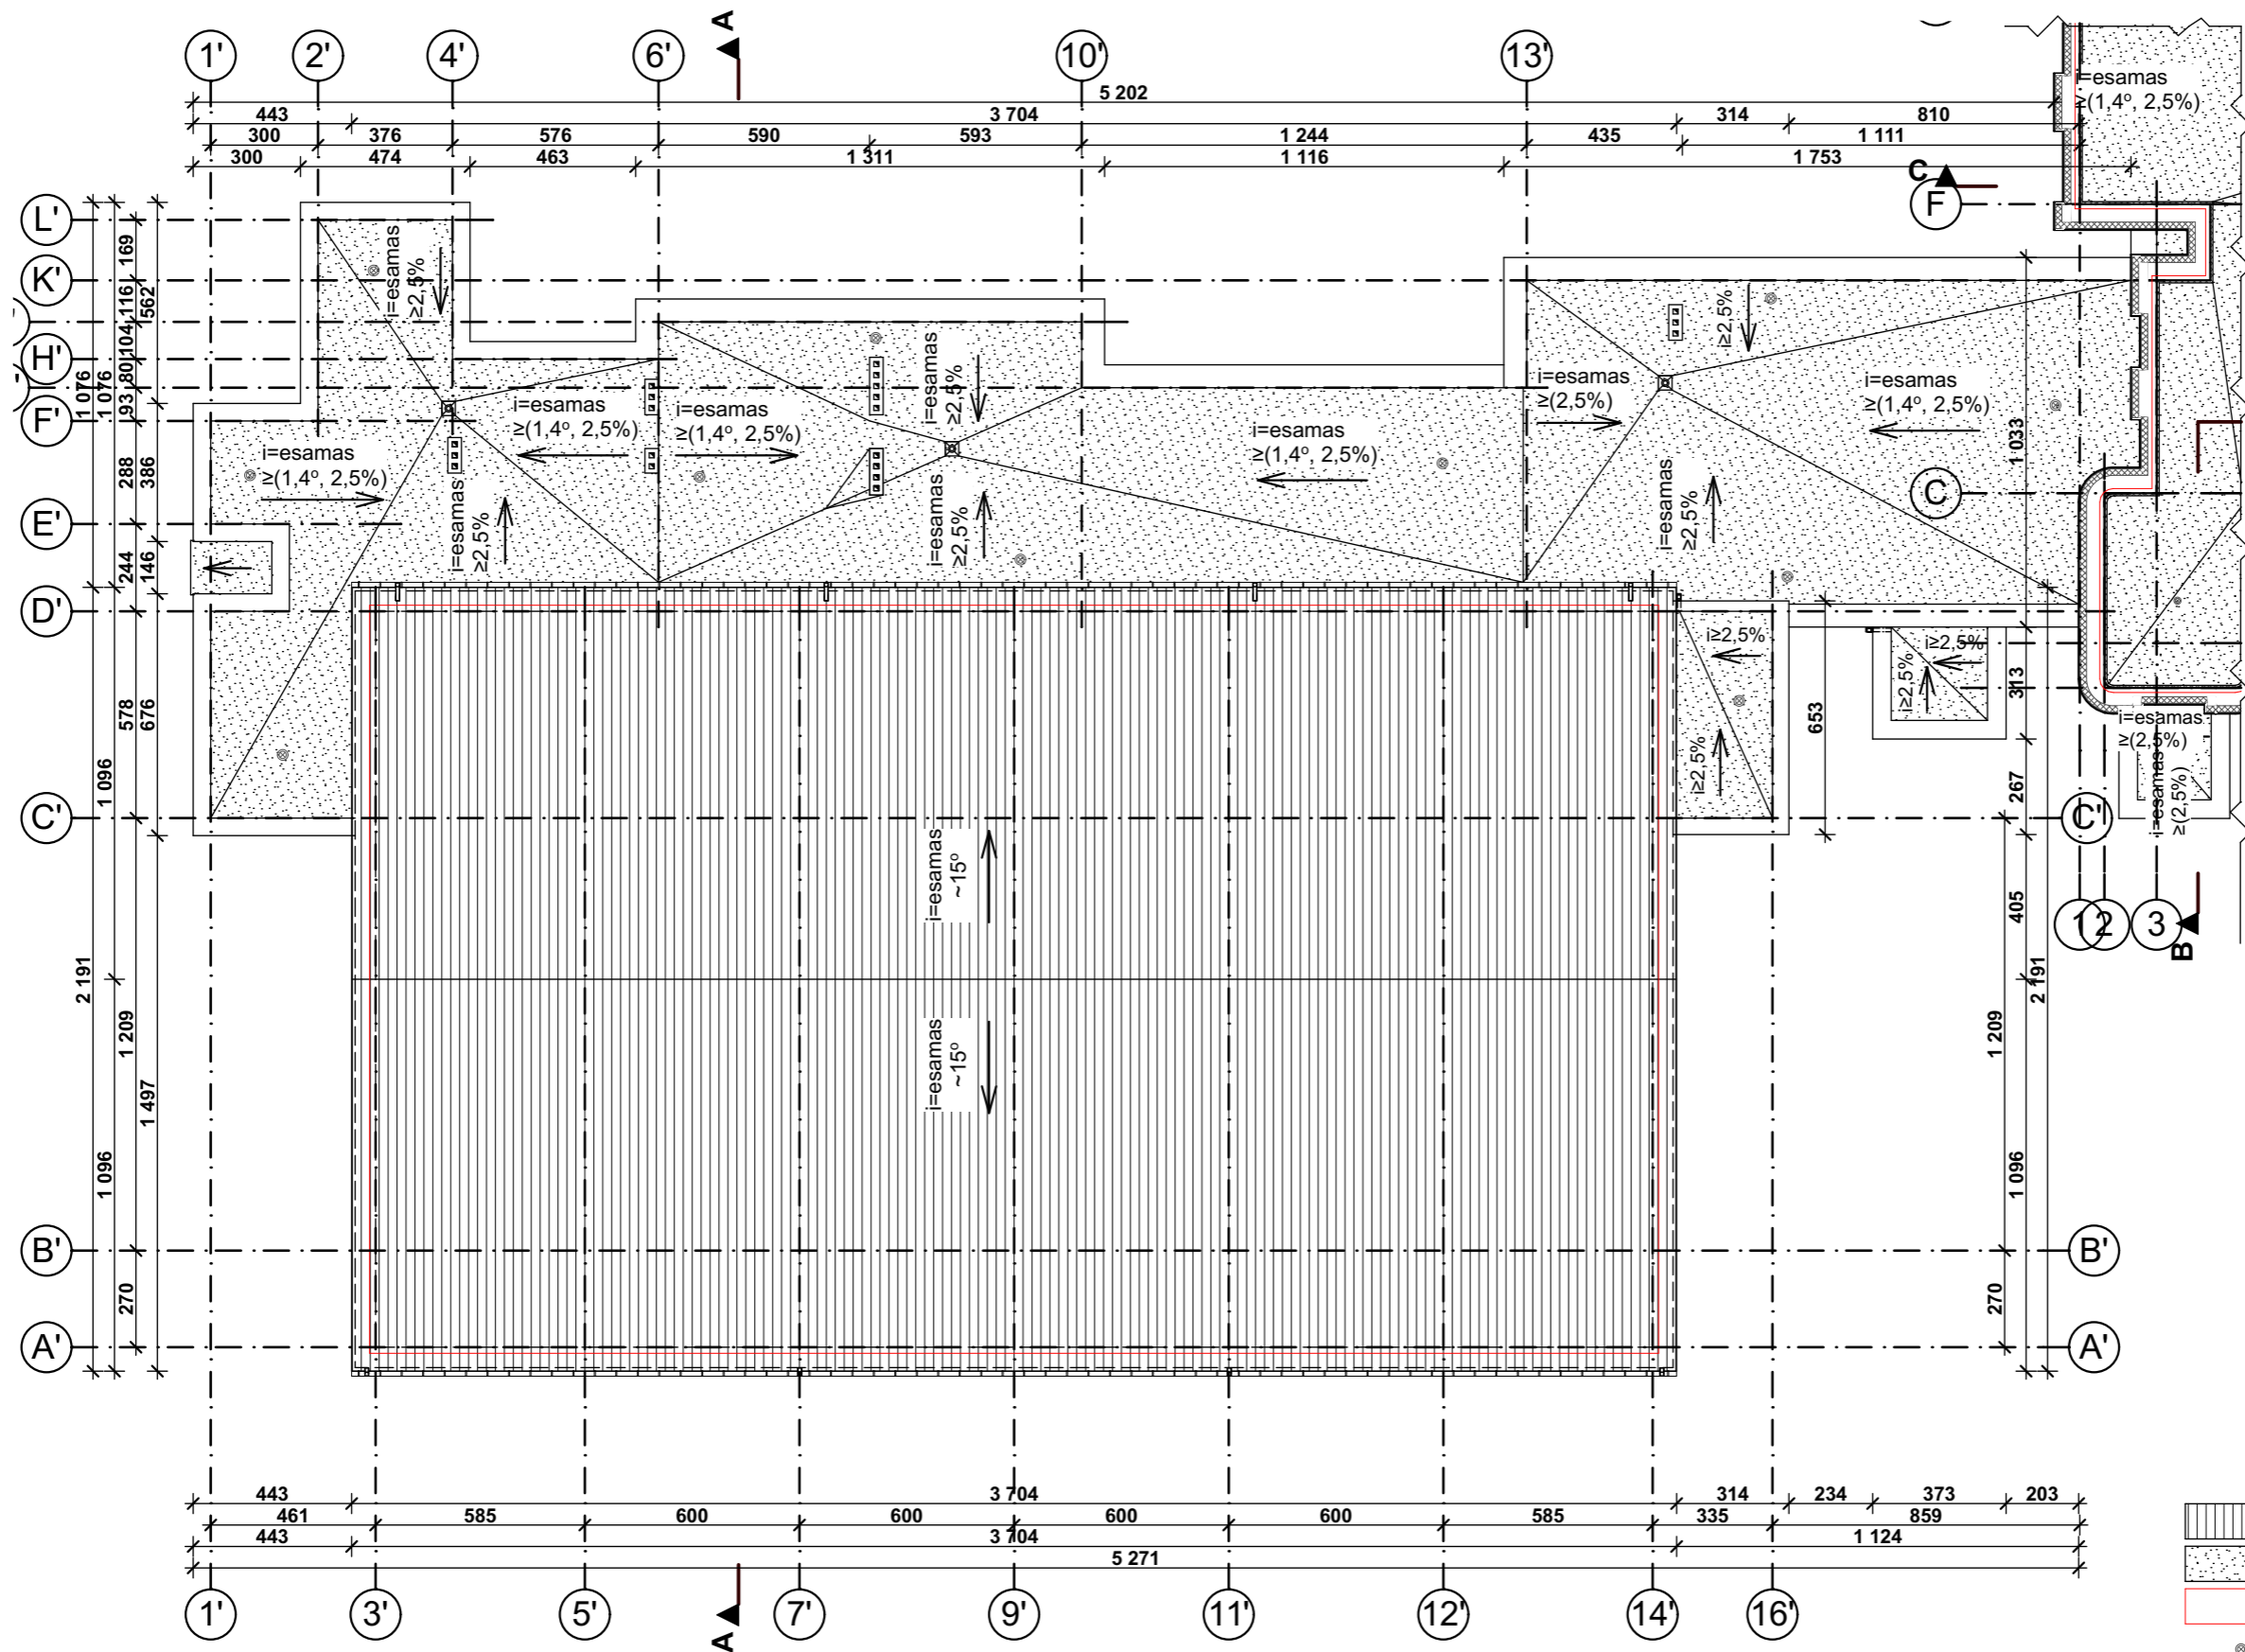 A
1' 2' 4' 6' 10' 13'
5 202
443 3 704 314 810
300 376 576 590 593 1 244 435 1 111
300 474 463 1 311 1 116 1 753
i=esamas
≥(1,4°, 2,5%)
C
F
L'
K'
H'
F'
E'
D'
C'
B'
A'
169
116
104
80
93
288
244
578
1 209
270
562
386
146
676
1 497
1 076
1 076
1 096
1 096
2 191
i=esamas
≥2,5%
i=esamas
≥(1,4°, 2,5%)
i=esamas
≥(1,4°, 2,5%)
i=esamas
≥2,5%
i=esamas
≥(1,4°, 2,5%)
i=esamas
≥2,5%
i=esamas
≥2,5%
i=esamas
≥(1,4°, 2,5%)
i=esamas
≥(2,5%)
i≥2,5%
i=esamas
≥(1,4°, 2,5%)
i=esamas
≥2,5%
1 033
C
i≥2,5%
i≥2,5%
i≥2,5%
i≥2,5%
313
653
267
i=esamas
≥(2,5%)
i=esamas
≥(2,5%)
C'
1 2 3
B
405
2 191
1 209
1 096
270
B'
A'
i=esamas
~15°
i=esamas
~15°
443 3 704 314 234 373 203
461 585 600 600 600 600 585 335 859
443 3 704 1 124
5 271
1' 3' 5' 7' 9' 11' 12' 14' 16'
A